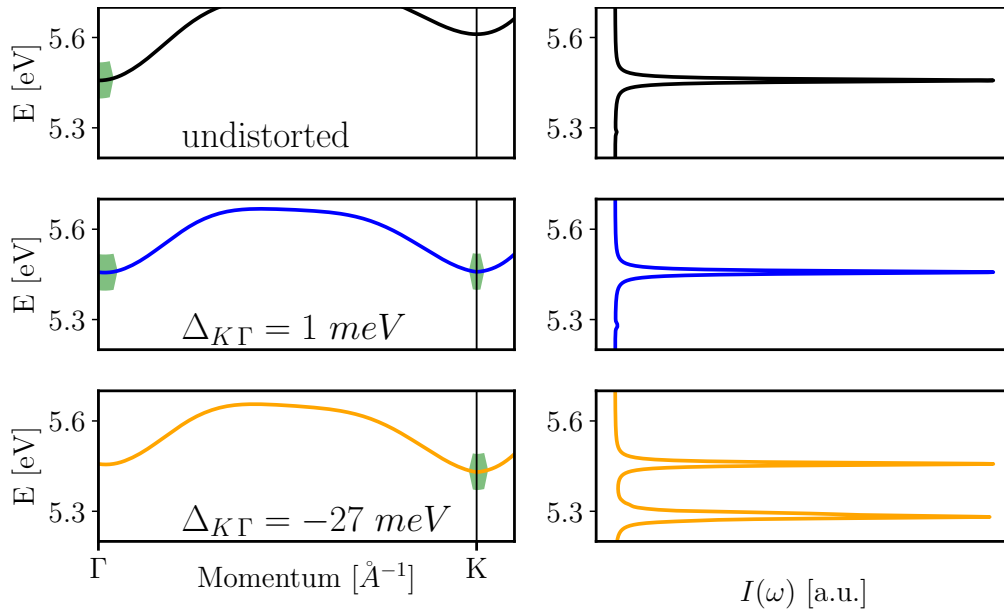 E [eV]
5.6
5.3
undistorted
E [eV]
5.6
5.3
Δ_{KΓ} = 1 meV
E [eV]
5.6
5.3
Δ_{KΓ} = −27 meV
Γ
K
Momentum [Å⁻¹]
I(ω) [a.u.]
5.6
5.3
5.6
5.3
5.6
5.3